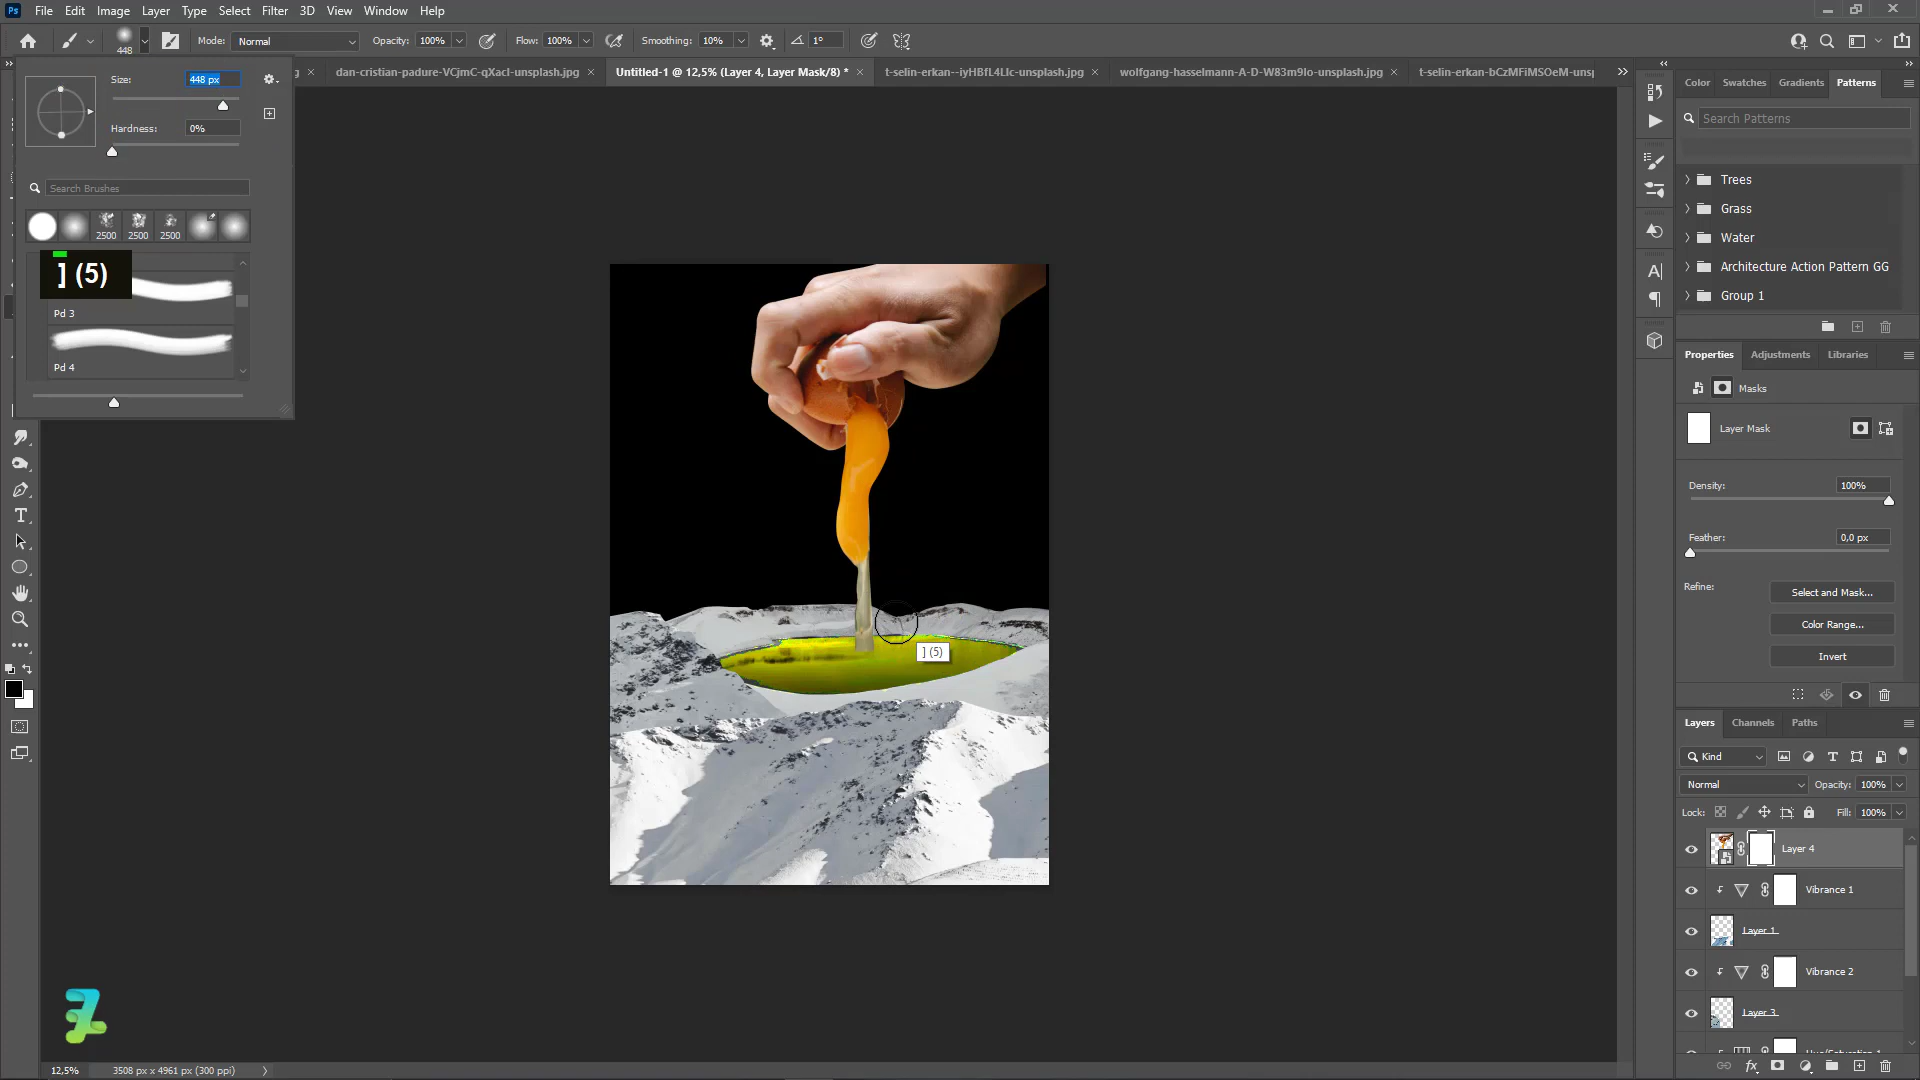 Ps File Edit Image Layer Type Select Filter 3D View Window Help
448 Mode: Normal Opacity: 100% Flow: 100% Smoothing: 10% 1°
dan-cristian-padure-VCjmC-qXacI-unsplash.jpg Untitled-1 @ 12,5% (Layer 4, Layer Mask/8) * t-selin-erkan--iyHBfL4LIc-unsplash.jpg wolfgang-hasselmann-A-D-W83m9Io-unsplash.jpg t-selin-erkan-bCzMFiMSOeM-uns
Size: 448 px
Hardness: 0%
Search Brushes
2500 2500 2500
] (5)
Pd 3
Pd 4
] (5)
Color Swatches Gradients Patterns
Search Patterns
Trees
Grass
Water
Architecture Action Pattern GG
Group 1
Properties Adjustments Libraries
Masks
Layer Mask
Density: 100%
Feather: 0,0 px
Refine: Select and Mask...
Color Range...
Invert
Layers Channels Paths
Kind
Normal Opacity: 100%
Lock: Fill: 100%
Layer 4
Vibrance 1
Layer 1
Vibrance 2
Layer 3
12,5% 3508 px x 4961 px (300 ppi)